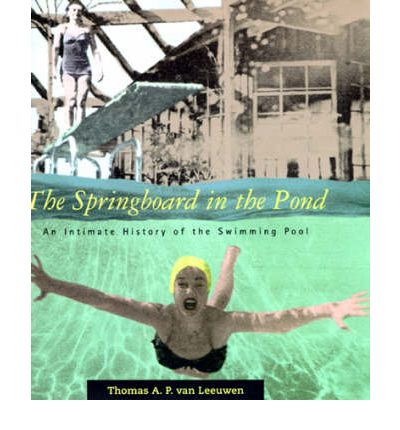 The Springboard in the Pond
An Intimate History of the Swimming Pool
Thomas A. P. van Leeuwen